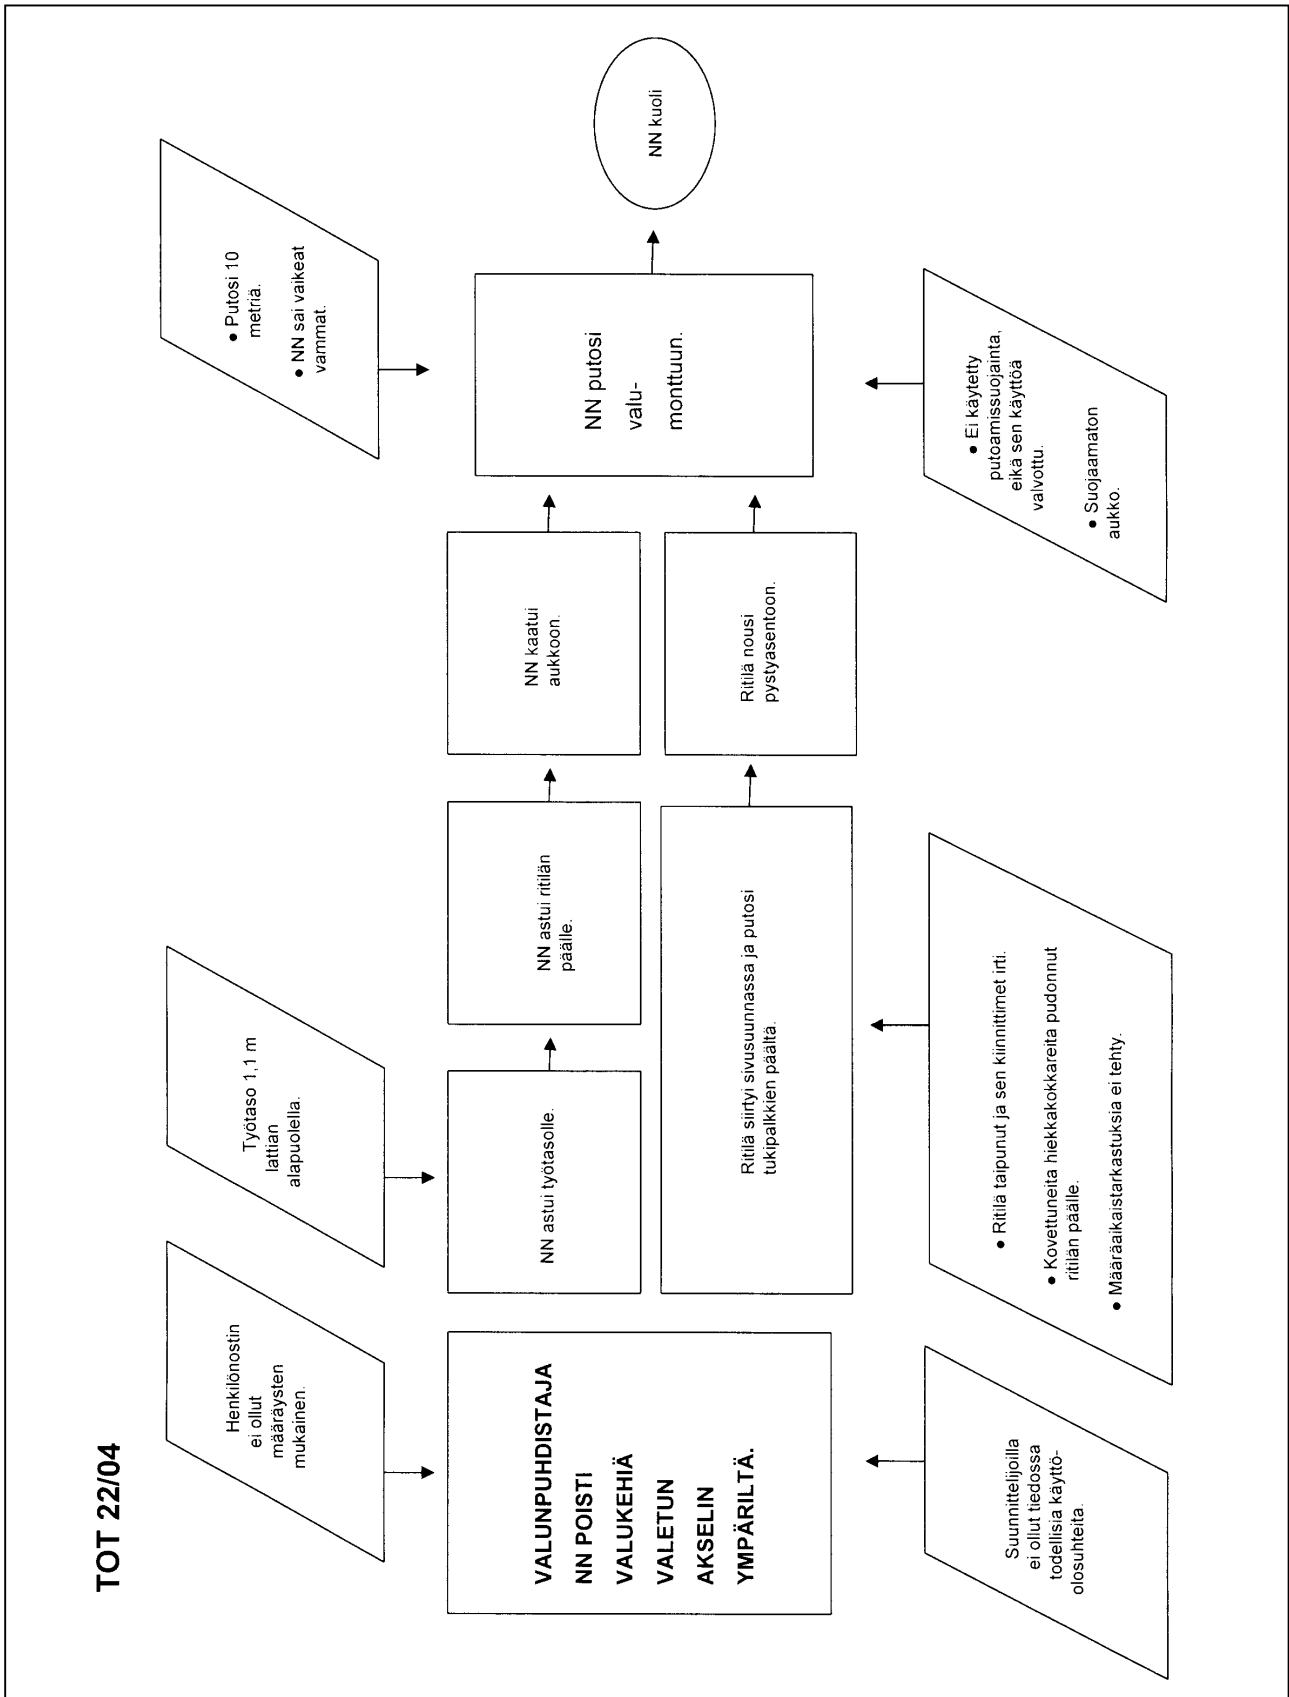 TOT 22/04
Henkilönostin
ei ollut
määräysten
mukainen.
Työtaso 1,1 m
lattian
alapuolella.
● Putosi 10
metriä.
● NN sai vaikeat
vammat.
VALUNPUHDISTAJA
NN POISTI
VALUKEHIÄ
VALETUN
AKSELIN
YMPÄRILTÄ.
NN astui työtasolle.
NN astui ritilän
päälle.
NN kaatui
aukkoon.
NN putosi
valu-
monttuun.
NN kuoli
Ritilä siirtyi sivusuunnassa ja putosi
tukipalkkien päältä.
Ritilä nousi
pystyasentoon.
Suunnittelijoilla
ei ollut tiedossa
todellisia käyttö-
olosuhteita.
● Ritilä taipunut ja sen kiinnittimet irti.
● Kovettuneita hiekkakokkareita pudonnut
ritilän päälle.
● Määräaikaistarkastuksia ei tehty.
● Ei käytetty
putoamissuojainta,
eikä sen käyttöä
valvottu.
● Suojaamaton
aukko.